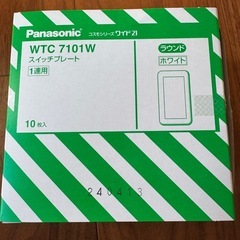 Panasonic コスモシリーズ ワイド21
WTC 7101W
スイッチプレート
1連用
ラウンド
ホワイト
10枚入
240413